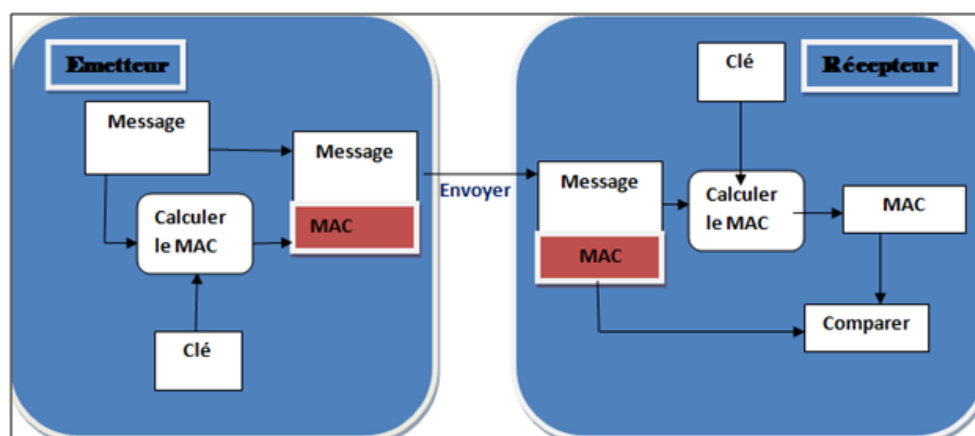 Emetteur
Message
Message
MAC
Calculer
le MAC
Clé
Envoyer
Récepteur
Clé
Message
MAC
Calculer
le MAC
MAC
Comparer